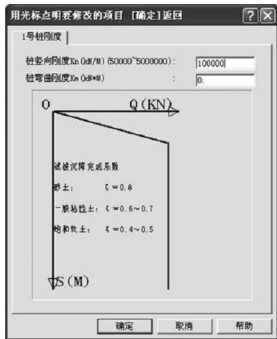 用光标点明要修改的项目 [确定]返回
1号桩刚度
桩竖向刚度Kn (kN/M) (50000~5000000):
100000
桩弯曲刚度Km (kN*M) :
0.
O
Q(KN)
试桩沉降完成系数
砂土: ξ=0.8
一般粘性土: ξ=0.6~0.7
饱和软土: ξ=0.4~0.5
S(M)
确定
取消
帮助